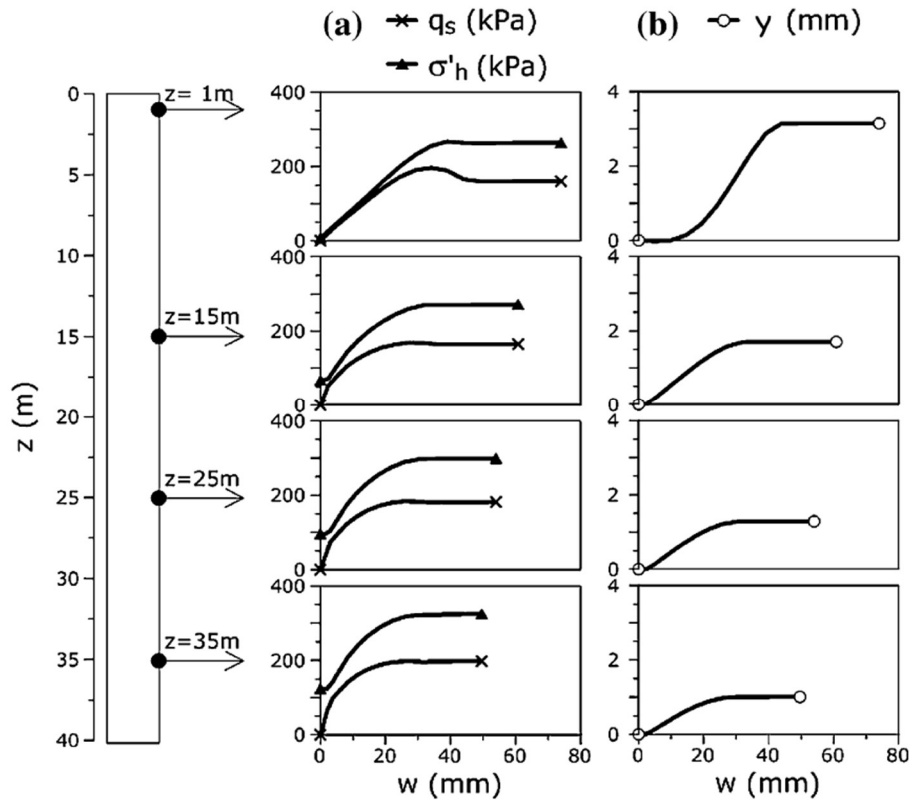 (a) q_s (kPa) (b) y (mm)
σ'_h (kPa)
0 z= 1m 400 4
200 2
5
0 0
10 400 4
z=15m 200 2
15
0 0
z (m)
20 400 4
z=25m 200 2
25
0 0
30 400 4
z=35m
35 200 2
40 0 0
0 20 40 60 80 0 20 40 60 80
w (mm) w (mm)